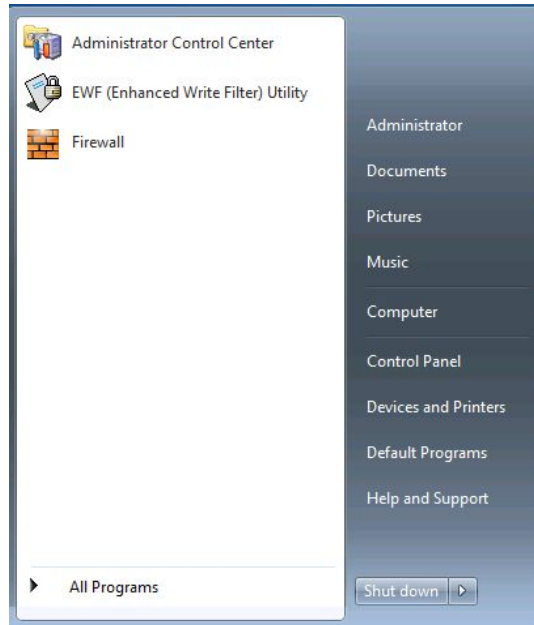 Administrator Control Center
EWF (Enhanced Write Filter) Utility
Firewall
All Programs
Administrator
Documents
Pictures
Music
Computer
Control Panel
Devices and Printers
Default Programs
Help and Support
Shut down